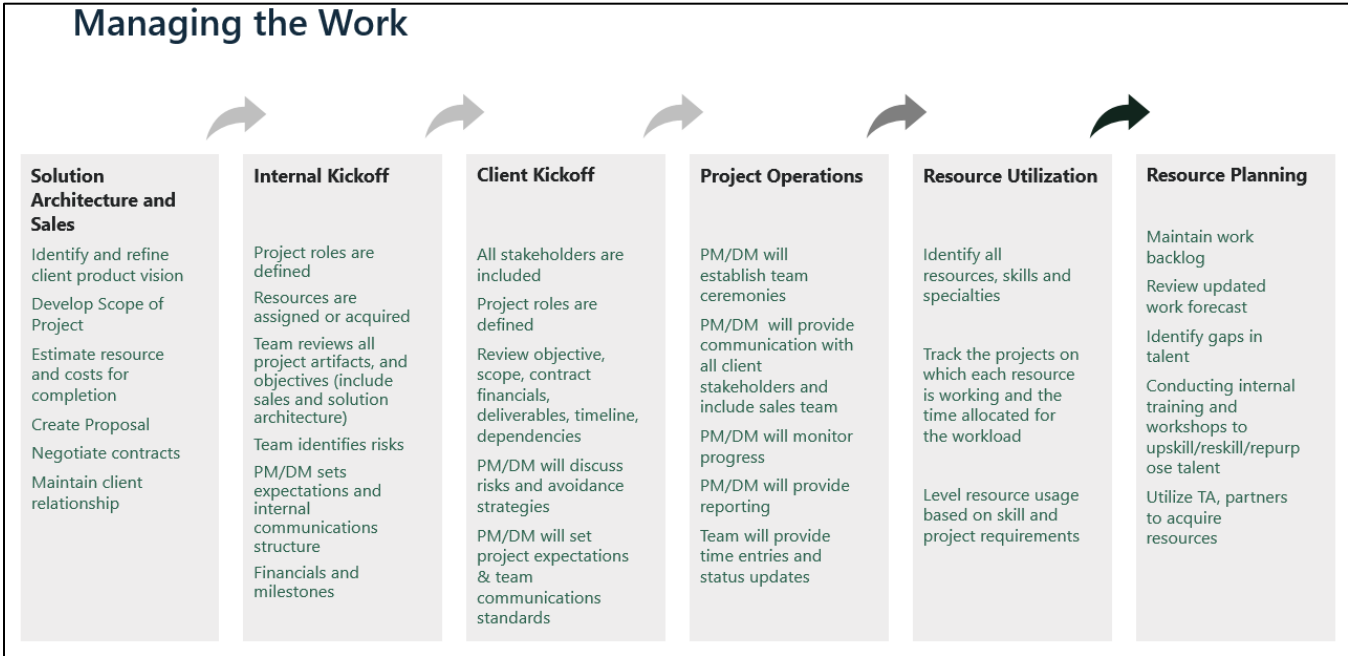 Managing the Work
Solution
Architecture and
Sales
Identify and refine
client product vision
Develop Scope of
Project
Estimate resource
and costs for
completion
Create Proposal
Negotiate contracts
Maintain client
relationship
Internal Kickoff
Project roles are
defined
Resources are
assigned or acquired
Team reviews all
project artifacts, and
objectives (include
sales and solution
architecture)
Team identifies risks
PM/DM sets
expectations and
internal
communications
structure
Financials and
milestones
Client Kickoff
All stakeholders are
included
Project roles are
defined
Review objective,
scope, contract
financials,
deliverables, timeline,
dependencies
PM/DM will discuss
risks and avoidance
strategies
PM/DM will set
project expectations
& team
communications
standards
Project Operations
PM/DM will
establish team
ceremonies
PM/DM  will provide
communication with
all client
stakeholders and
include sales team
PM/DM will monitor
progress
PM/DM will provide
reporting
Team will provide
time entries and
status updates
Resource Utilization
Identify all
resources, skills and
specialties
Track the projects on
which each resource
is working and the
time allocated for
the workload
Level resource usage
based on skill and
project requirements
Resource Planning
Maintain work
backlog
Review updated
work forecast
Identify gaps in
talent
Conducting internal
training and
workshops to
upskill/reskill/repurp
ose talent
Utilize TA, partners
to acquire
resources